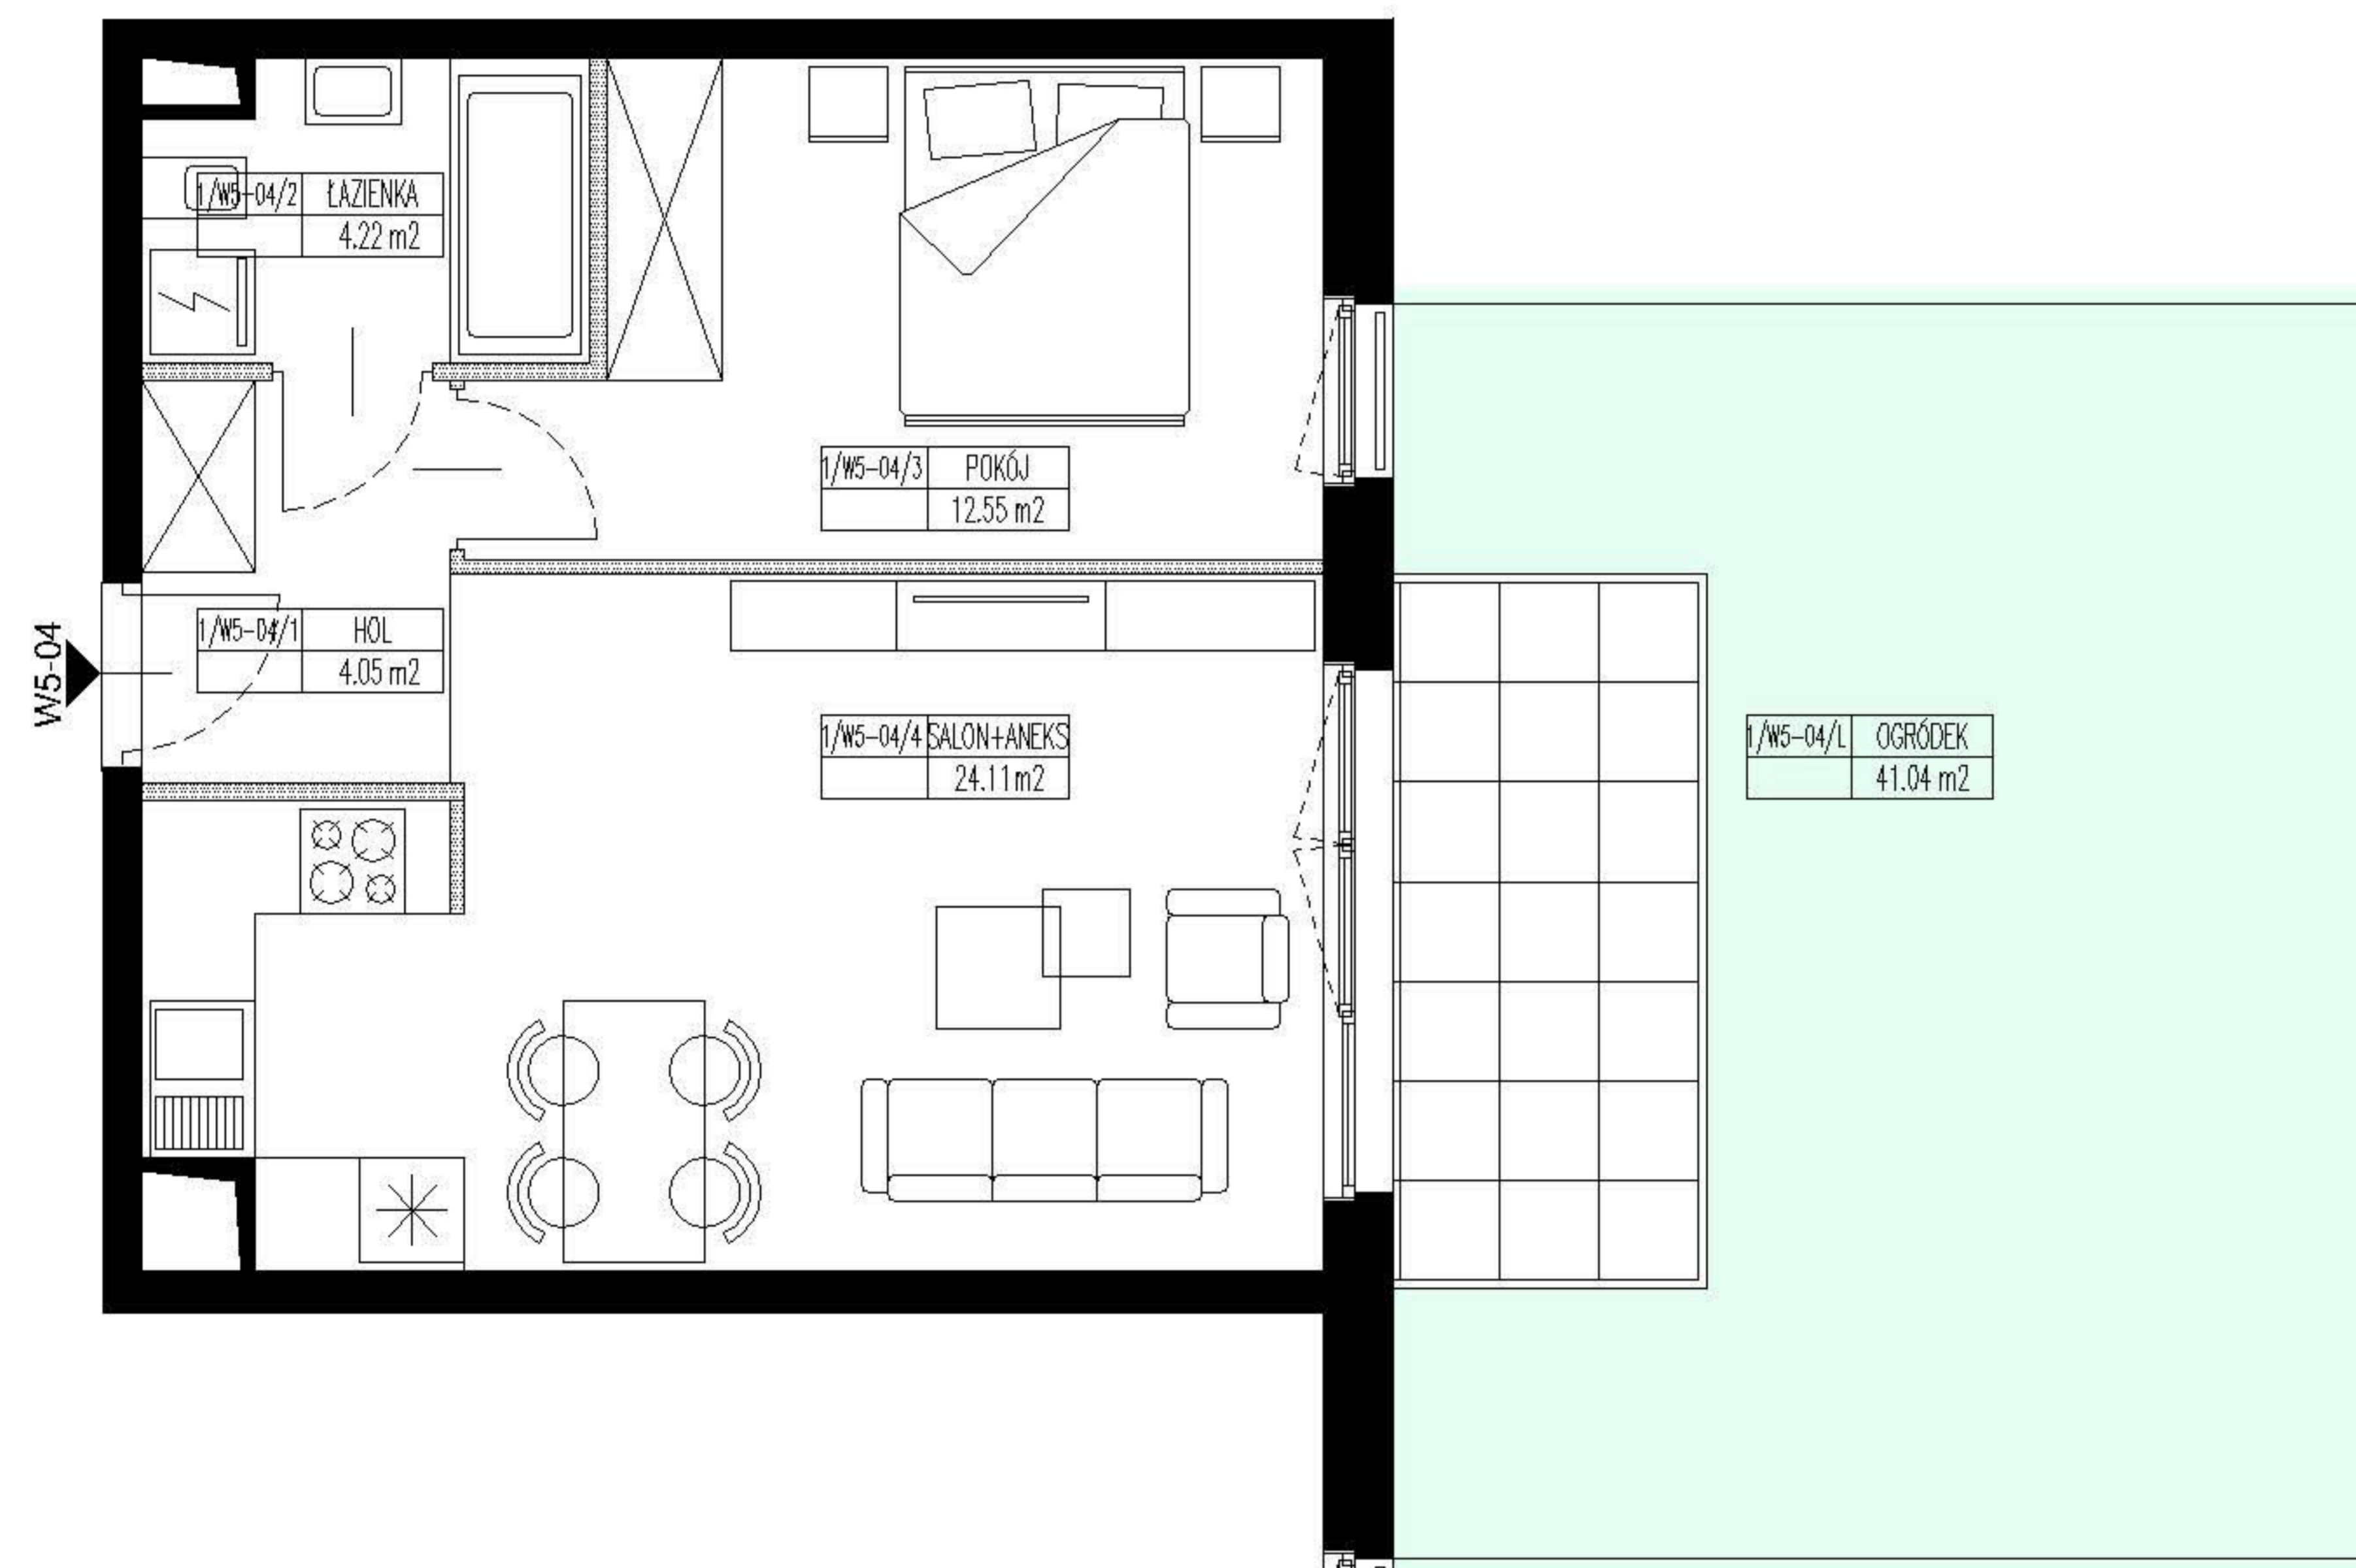 1/W5-04/2 ŁAZIENKA
4.22 m2
1/W5-04/3 POKÓJ
12.55 m2
W5-04
1/W5-04/1 HOL
4.05 m2
1/W5-04/4 SALON+ANEKS
24.11 m2
1/W5-04/L OGRÓDEK
41.04 m2